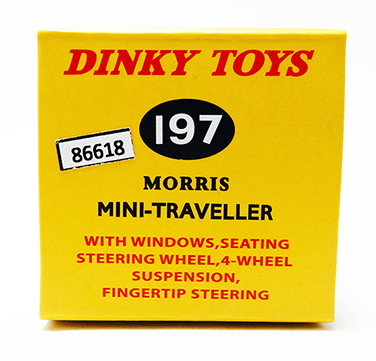 DINKY TOYS
197
86618
MORRIS
MINI-TRAVELLER
WITH WINDOWS,SEATING
STEERING WHEEL,4-WHEEL
SUSPENSION,
FINGERTIP STEERING